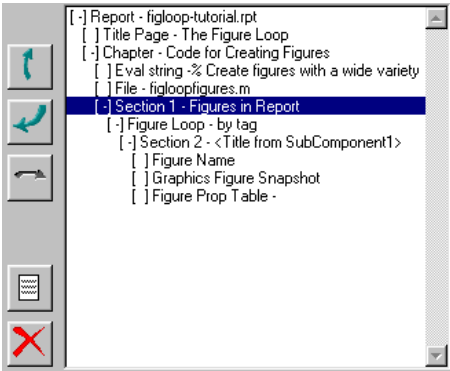 [-] Report - figloop-tutorial.rpt
[ ] Title Page - The Figure Loop
[-] Chapter - Code for Creating Figures
[ ] Eval string -% Create figures with a wide variety
[ ] File - figloopfigures.m
[-] Section 1 - Figures in Report
[-] Figure Loop - by tag
[-] Section 2 - <Title from SubComponent1>
[ ] Figure Name
[ ] Graphics Figure Snapshot
[ ] Figure Prop Table -